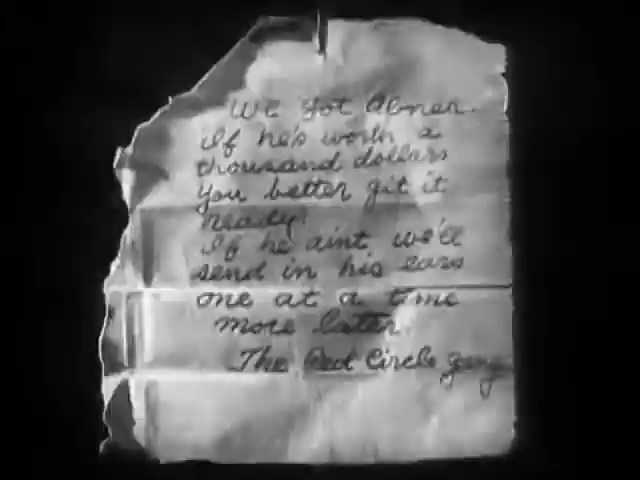 We Got Abner.
if he's worth a
thousand dollars
you better git it
ready!
if he aint, we'll
send in his ears
one at a time
more later.
The Red Circle gang